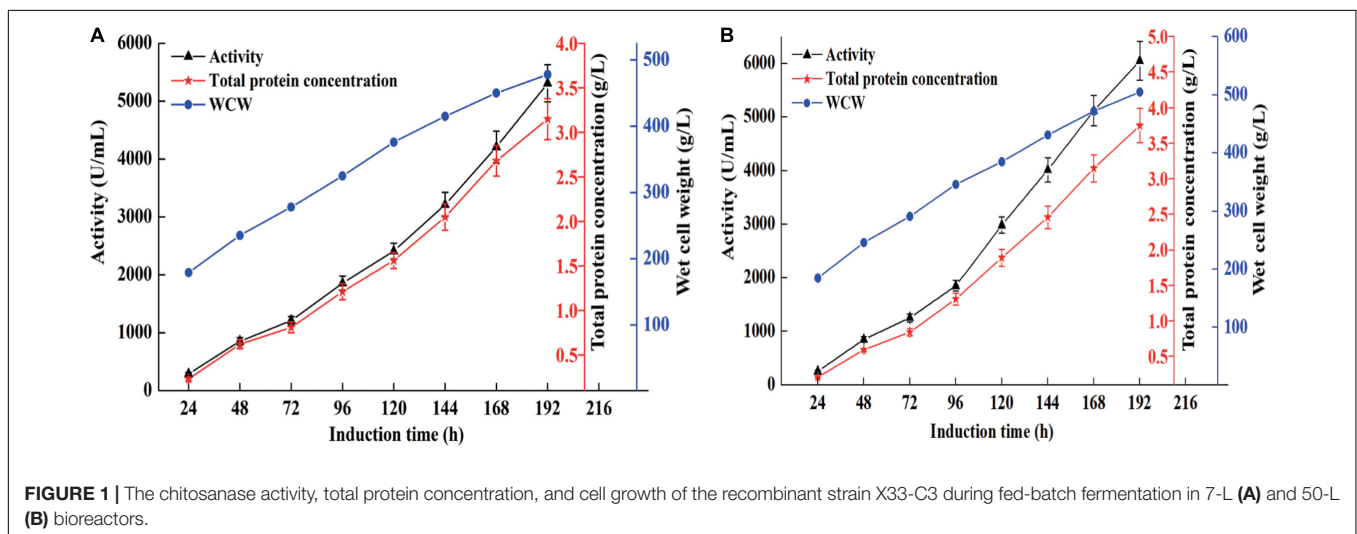 A
Activity
Total protein concentration
WCW
Activity (U/mL)
6000
5000
4000
3000
2000
1000
0
24 48 72 96 120 144 168 192 216
Induction time (h)
4.0
3.5
3.0
2.5
2.0
1.5
1.0
0.5
Total protein concentration (g/L)
500
400
300
200
100
Wet cell weight (g/L)
B
Activity
Total protein concentration
WCW
Activity (U/mL)
6000
5000
4000
3000
2000
1000
0
24 48 72 96 120 144 168 192 216
Induction time (h)
5.0
4.5
4.0
3.5
3.0
2.5
2.0
1.5
1.0
0.5
Total protein concentration (g/L)
600
500
400
300
200
100
Wet cell weight (g/L)
FIGURE 1 | The chitosanase activity, total protein concentration, and cell growth of the recombinant strain X33-C3 during fed-batch fermentation in 7-L (A) and 50-L
(B) bioreactors.